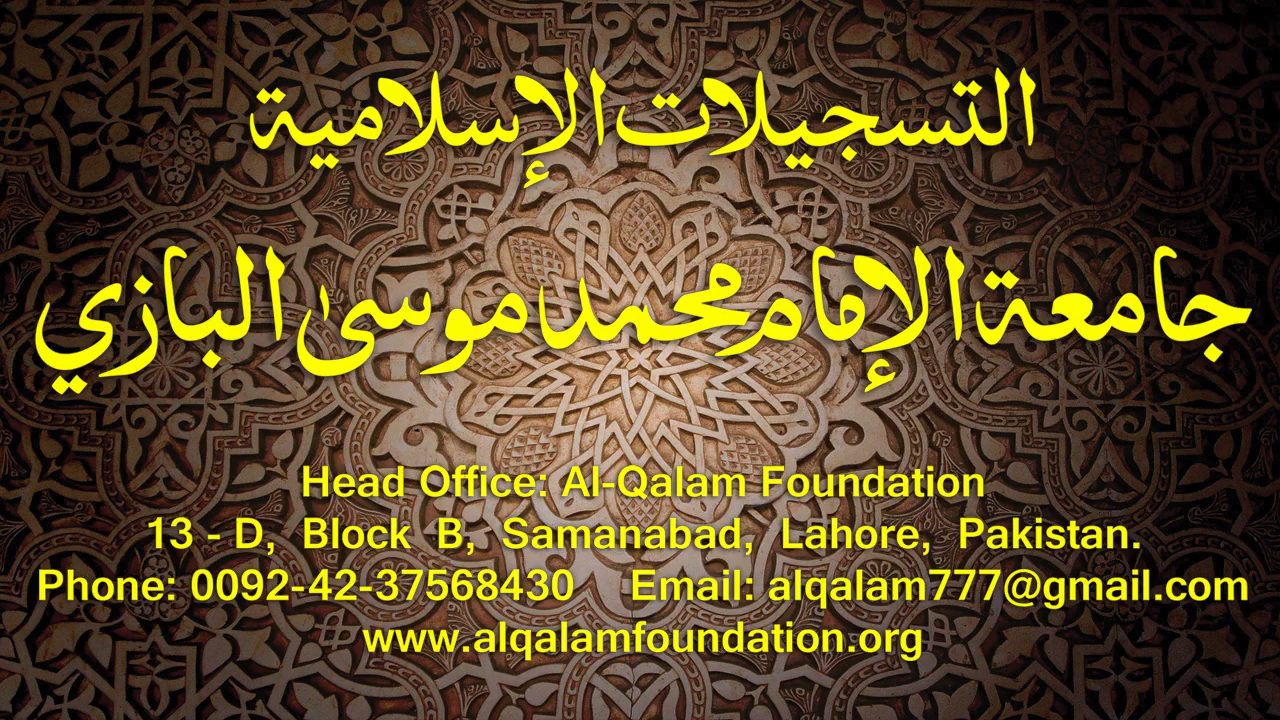 التسجيلات الإسلامية
جامعة الإمام محمد موسى البازي
Head Office: Al-Qalam Foundation
13 - D, Block B, Samanabad, Lahore, Pakistan.
Phone: 0092-42-37568430 Email: alqalam777@gmail.com
www.alqalamfoundation.org